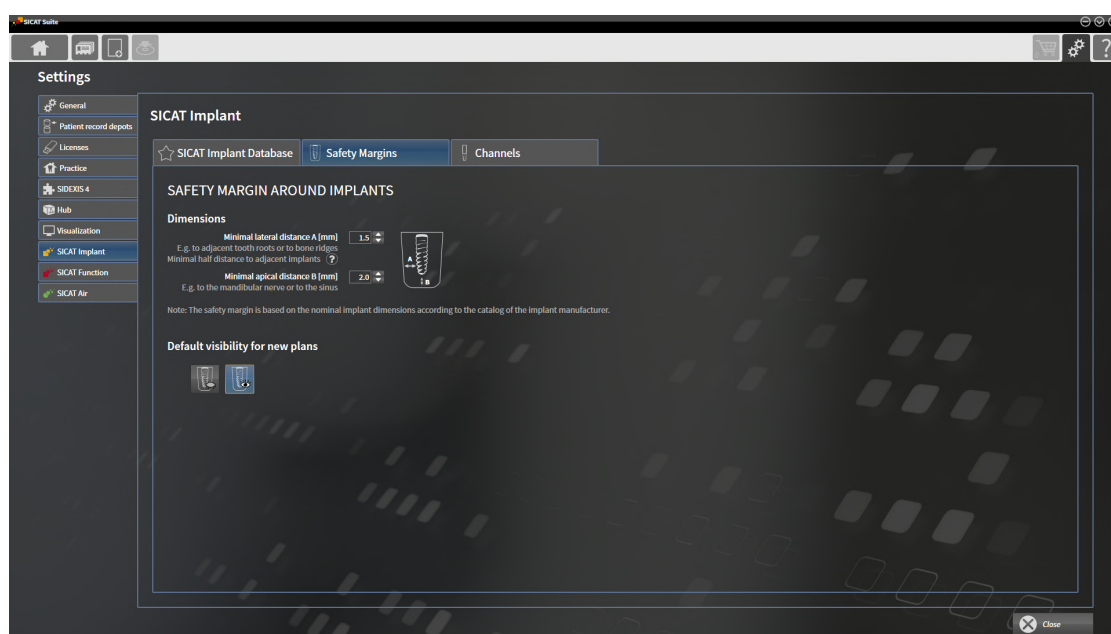 SICAT Suite
Settings
General
Patient record depots
Licenses
Practice
SIDEXIS 4
Hub
Visualization
SICAT Implant
SICAT Function
SICAT Air
SICAT Implant
SICAT Implant Database
Safety Margins
Channels
SAFETY MARGIN AROUND IMPLANTS
Dimensions
Minimal lateral distance A [mm] 1.5
E.g. to adjacent tooth roots or to bone ridges
Minimal half distance to adjacent implants ?
A
B
Minimal apical distance B [mm] 2.0
E.g. to the mandibular nerve or to the sinus
Note: The safety margin is based on the nominal implant dimensions according to the catalog of the implant manufacturer.
Default visibility for new plans
Close